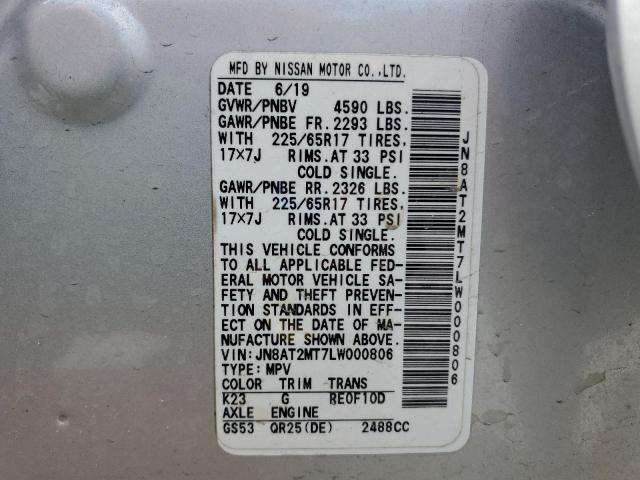 MFD BY NISSAN MOTOR CO.,LTD.
DATE 6/19
GVWR/PNBV 4590 LBS.
GAWR/PNBE FR. 2293 LBS.
WITH 225/65R17 TIRES,
17×7J RIMS. AT 33 PSI
COLD SINGLE.
GAWR/PNBE RR. 2326 LBS.
WITH 225/65R17 TIRES,
17×7J RIMS. AT 33 PSI
COLD SINGLE.
THIS VEHICLE CONFORMS
TO ALL APPLICABLE FED-
ERAL MOTOR VEHICLE SA-
FETY AND THEFT PREVEN-
TION STANDARDS IN EFF-
ECT ON THE DATE OF MA-
NUFACTURE SHOWN ABOVE.
VIN: JN8AT2MT7LW000806
TYPE: MPV
COLOR TRIM TRANS
K23 G RE0F10D
AXLE ENGINE
GS53 QR25(DE) 2488CC
JN8AT2MT7LW000806